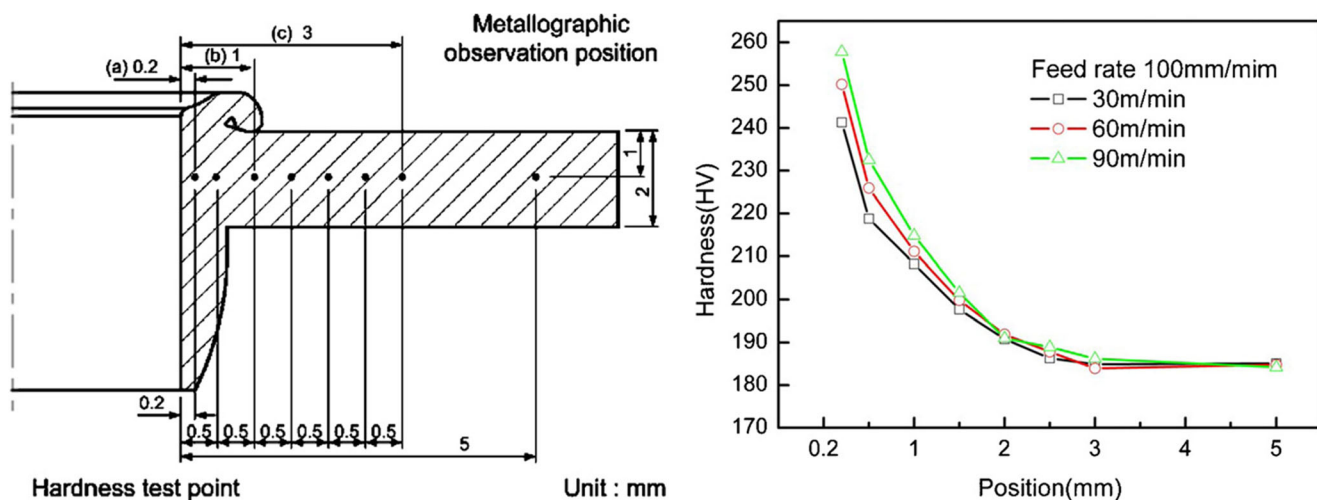 (c) 3
Metallographic
observation position
(b) 1
(a) 0.2
1
2
0.2
0.5 0.5 0.5 0.5 0.5 0.5
5
Hardness test point
Unit : mm
260
250
240
230
220
210
200
190
180
170
Hardness(HV)
Feed rate 100mm/mim
30m/min
60m/min
90m/min
0.2 1 2 3 4 5
Position(mm)